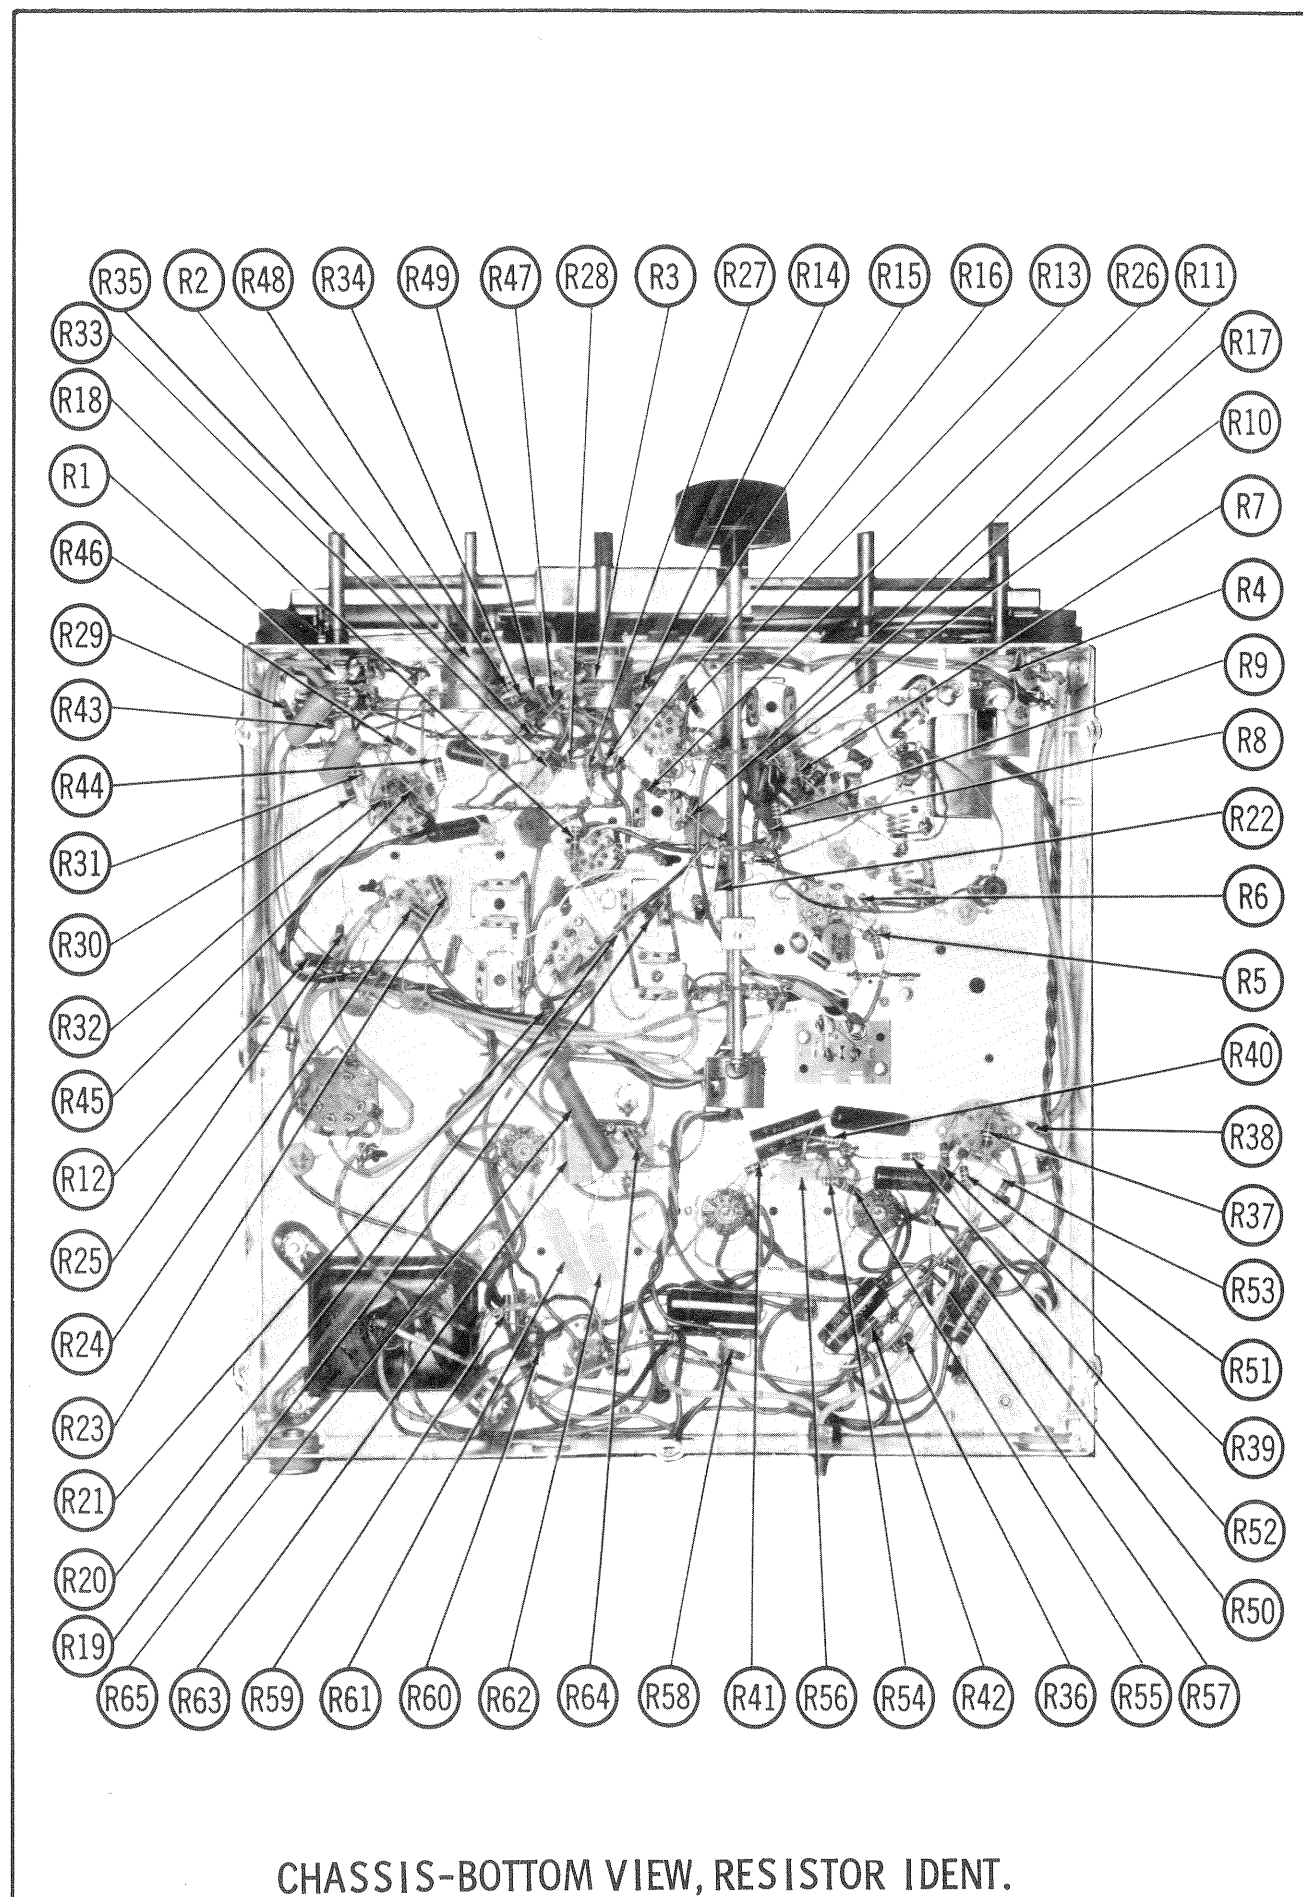 R35 R2 R48 R34 R49 R47 R28 R3 R27 R14 R15 R16 R13 R26 R11
R33
R18
R1
R46
R29
R43
R44
R31
R30
R32
R45
R12
R25
R24
R23
R21
R20
R19
R17
R10
R7
R4
R9
R8
R22
R6
R5
R40
R38
R37
R53
R51
R39
R52
R50
R65 R63 R59 R61 R60 R62 R64 R58 R41 R56 R54 R42 R36 R55 R57
CHASSIS-BOTTOM VIEW, RESISTOR IDENT.